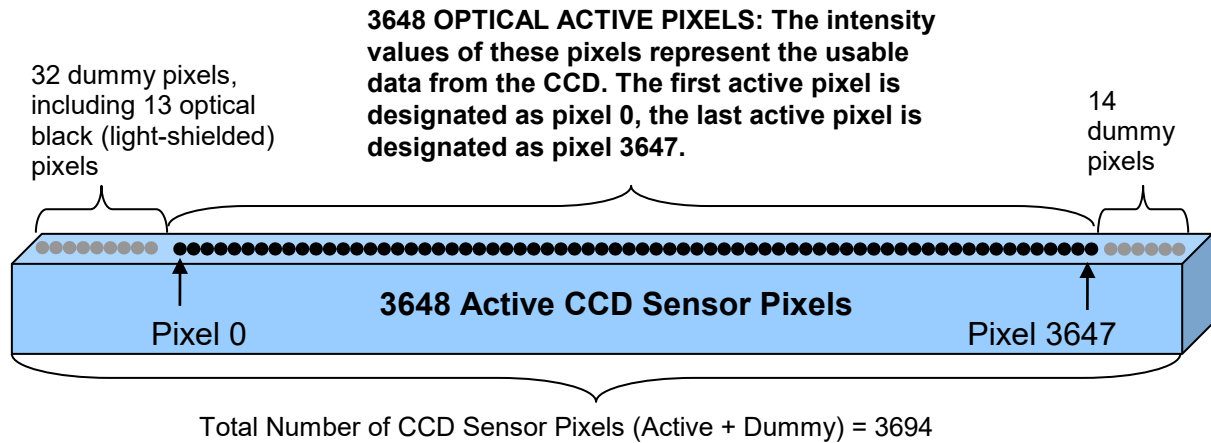 3648 OPTICAL ACTIVE PIXELS: The intensity
values of these pixels represent the usable
data from the CCD. The first active pixel is
designated as pixel 0, the last active pixel is
designated as pixel 3647.
32 dummy pixels,
including 13 optical
black (light-shielded)
pixels
14
dummy
pixels
3648 Active CCD Sensor Pixels
Pixel 0
Pixel 3647
Total Number of CCD Sensor Pixels (Active + Dummy) = 3694